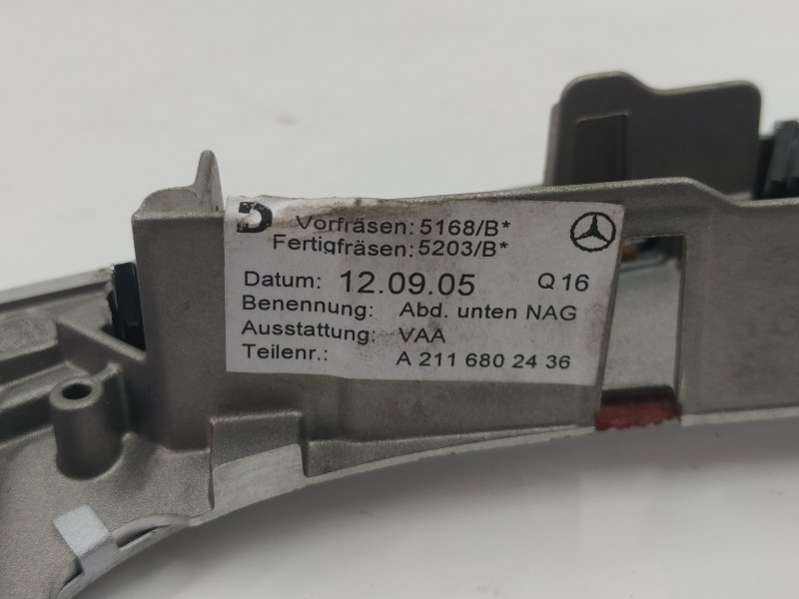 D Vorfräsen: 5168/B*
Fertigfräsen: 5203/B*
Datum: 12.09.05 Q 16
Benennung: Abd. unten NAG
Ausstattung: VAA
Teilenr.: A 211 680 24 36